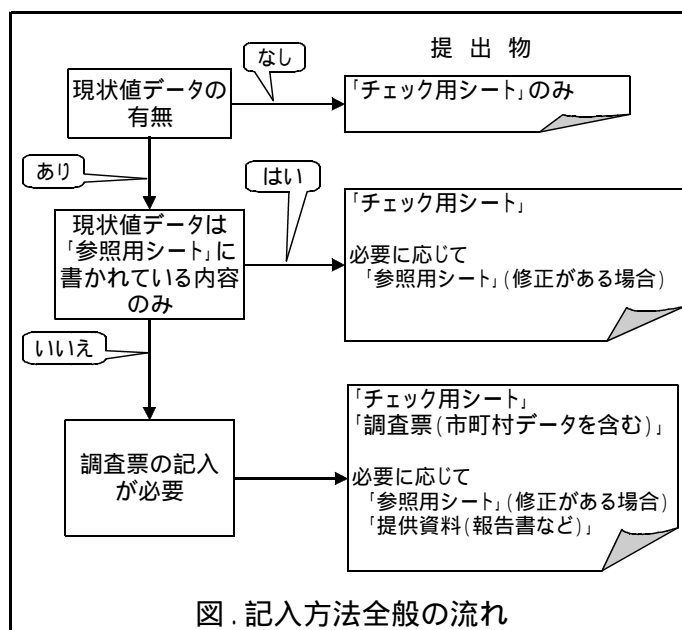 提 出 物
なし
現状値データの
有無
「チェック用シート」のみ
あり
はい
現状値データは
「参照用シート」に
書かれている内容
のみ
「チェック用シート」
必要に応じて
「参照用シート」(修正がある場合)
いいえ
調査票の記入
が必要
「チェック用シート」
「調査票(市町村データを含む)」
必要に応じて
「参照用シート」(修正がある場合)
「提供資料(報告書など)」
図．記入方法全般の流れ